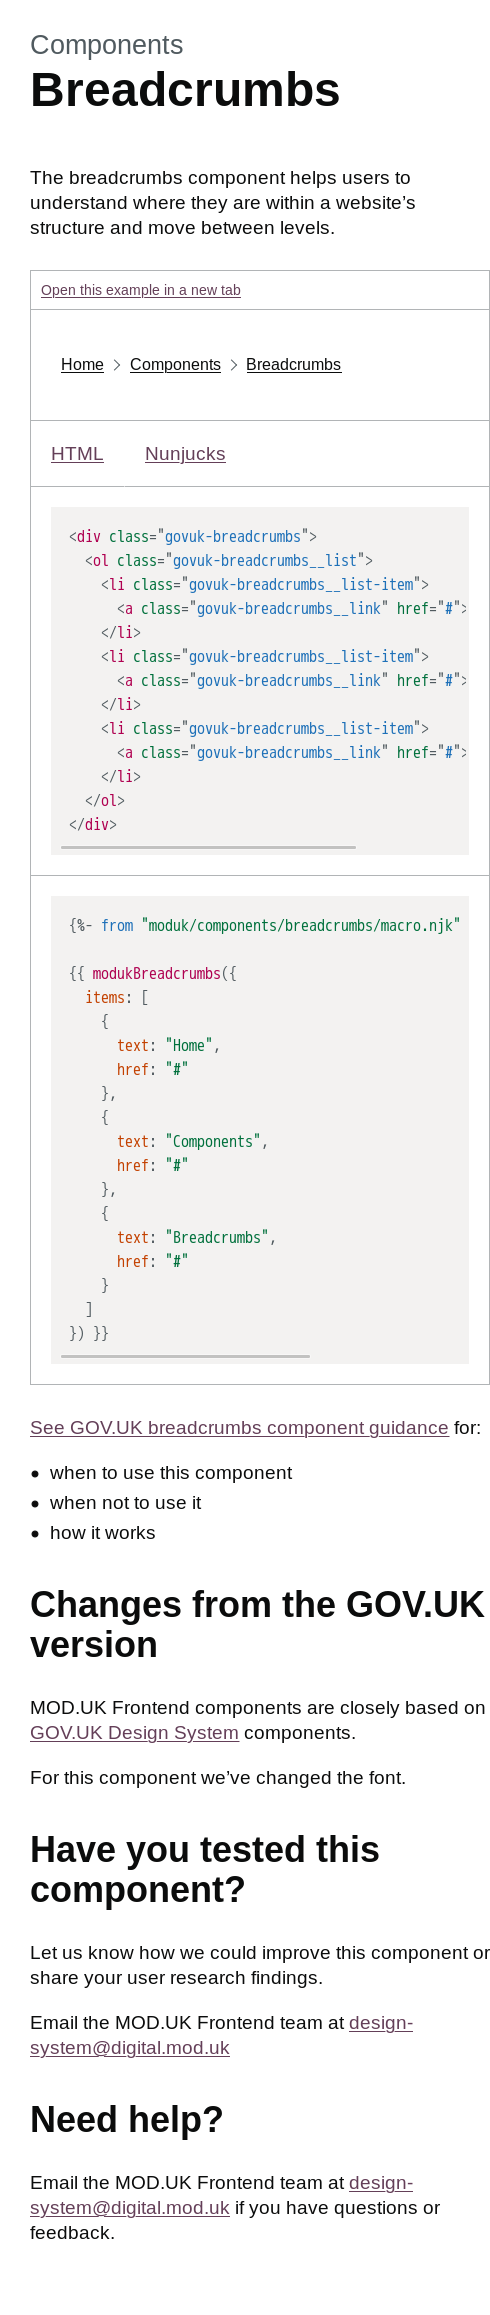 Components
Breadcrumbs
The breadcrumbs component helps users to
understand where they are within a website’s
structure and move between levels.
Open this example in a new tab
Home > Components > Breadcrumbs
HTML Nunjucks
<div class="govuk-breadcrumbs">
  <ol class="govuk-breadcrumbs__list">
    <li class="govuk-breadcrumbs__list-item">
      <a class="govuk-breadcrumbs__link" href="#">
    </li>
    <li class="govuk-breadcrumbs__list-item">
      <a class="govuk-breadcrumbs__link" href="#">
    </li>
    <li class="govuk-breadcrumbs__list-item">
      <a class="govuk-breadcrumbs__link" href="#">
    </li>
  </ol>
</div>
{%- from "moduk/components/breadcrumbs/macro.njk"
{{ modukBreadcrumbs({
  items: [
    {
      text: "Home",
      href: "#"
    },
    {
      text: "Components",
      href: "#"
    },
    {
      text: "Breadcrumbs",
      href: "#"
    }
  ]
}) }}
See GOV.UK breadcrumbs component guidance for:
• when to use this component
• when not to use it
• how it works
Changes from the GOV.UK
version
MOD.UK Frontend components are closely based on
GOV.UK Design System components.
For this component we’ve changed the font.
Have you tested this
component?
Let us know how we could improve this component or
share your user research findings.
Email the MOD.UK Frontend team at design-
system@digital.mod.uk
Need help?
Email the MOD.UK Frontend team at design-
system@digital.mod.uk if you have questions or
feedback.